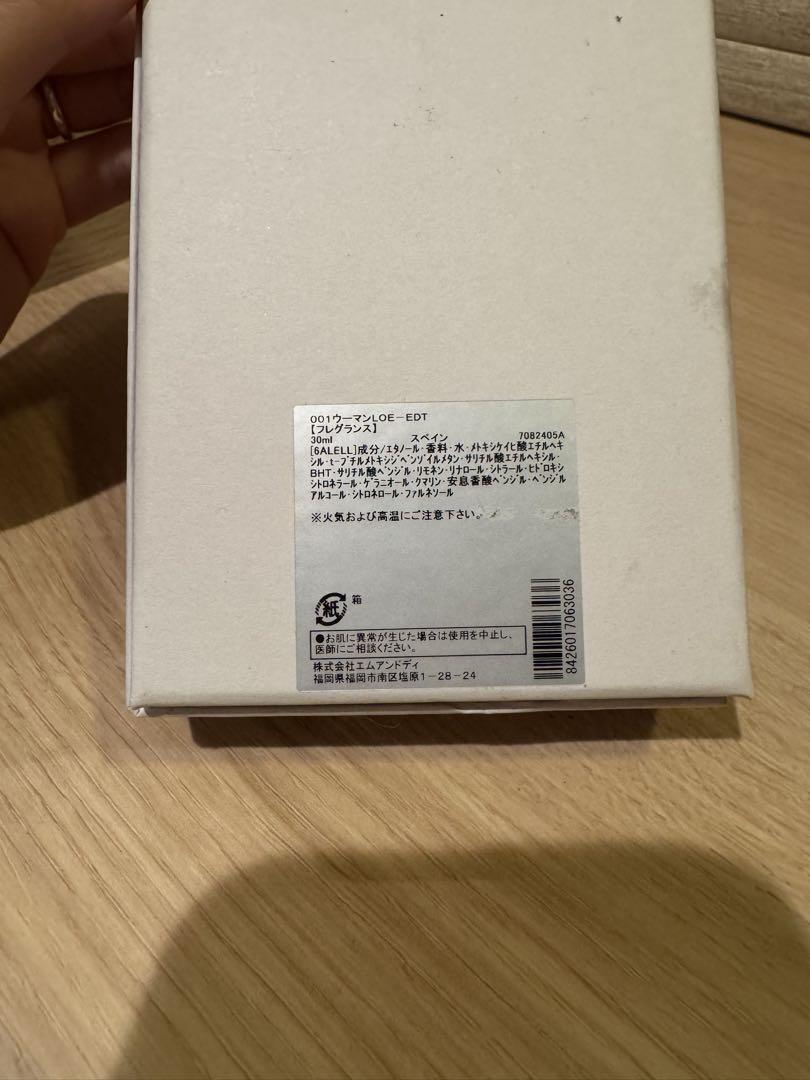 001ウーマンLOE−EDT
【フレグランス】
30ml スペイン 7082405A
[6ALELL]成分/エタノール・香料・水・メトキシケイヒ酸エチルヘキ
シル・t-ブチルメトキシジベンゾイルメタン・サリチル酸エチルヘキシル・
BHT・サリチル酸ベンジル・リモネン・リナロール・シトラール・ヒドロキシ
シトロネラール・ゲラニオール・クマリン・安息香酸ベンジル・ベンジル
アルコール・シトロネロール・ファルネソール
※火気および高温にご注意下さい。
紙 箱
●お肌に異常が生じた場合は使用を中止し、
医師にご相談ください。
株式会社エムアンドディ
福岡県福岡市南区塩原1−28−24
8426017063036